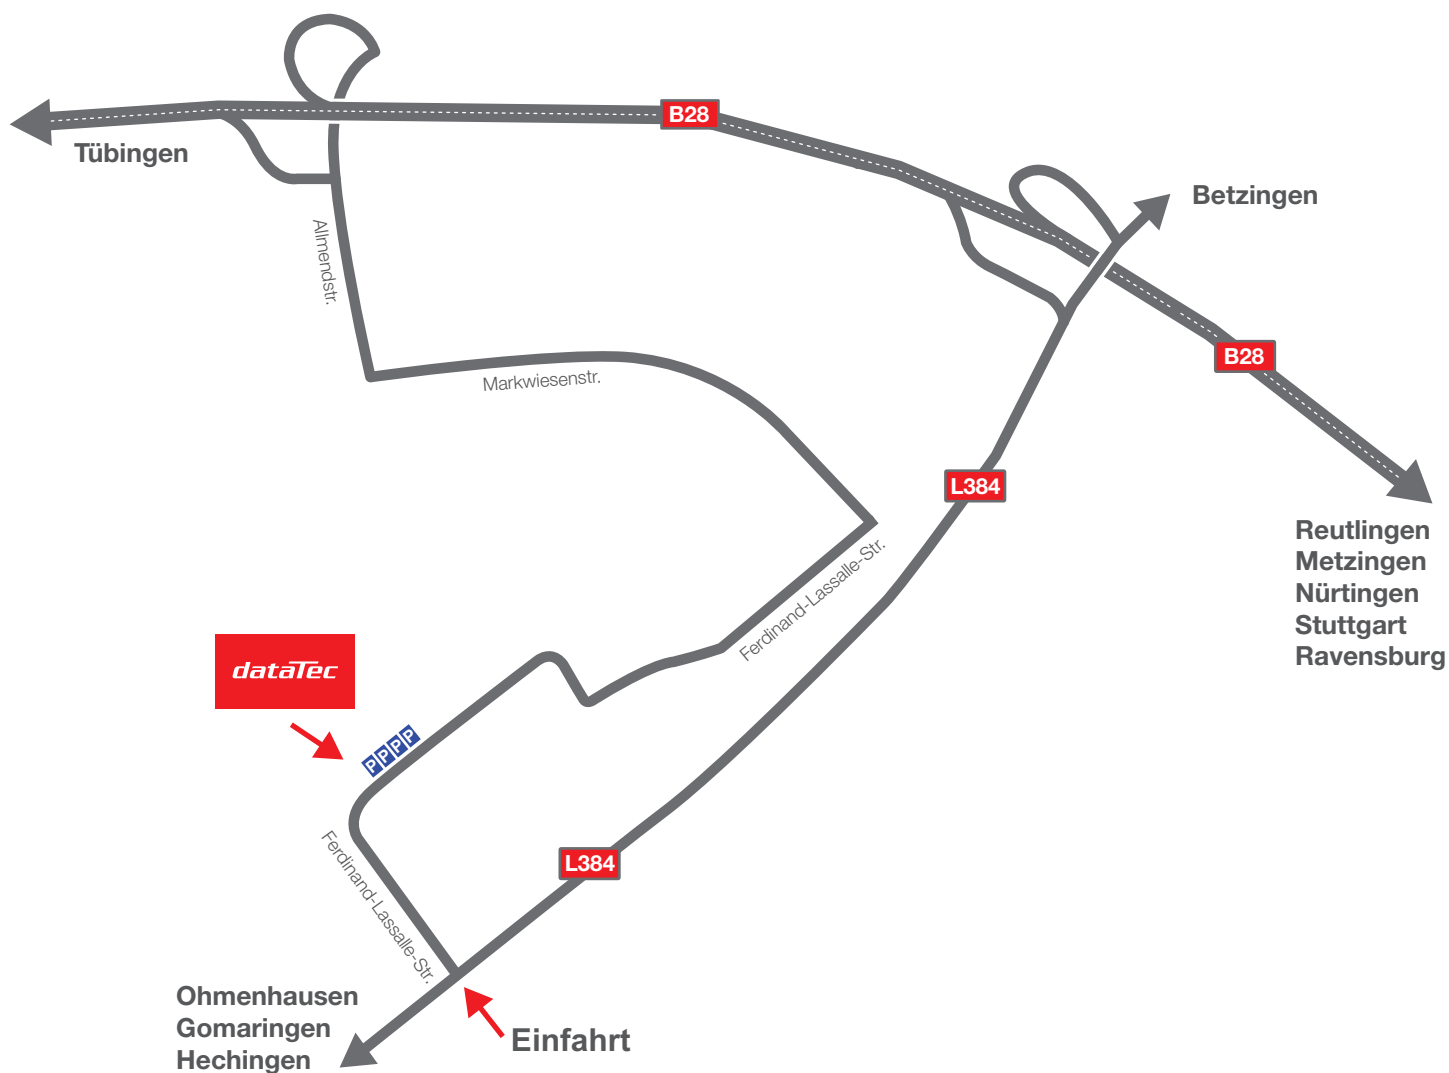 B28
Tübingen
Betzingen
Allmendstr.
B28
Markwiesenstr.
L384
Reutlingen
Metzingen
Nürtingen
Stuttgart
Ravensburg
Ferdinand-Lassalle-Str.
dataTec
P P P P
Ferdinand-Lassalle-Str.
L384
Ohmenhausen
Gomaringen
Hechingen
Einfahrt